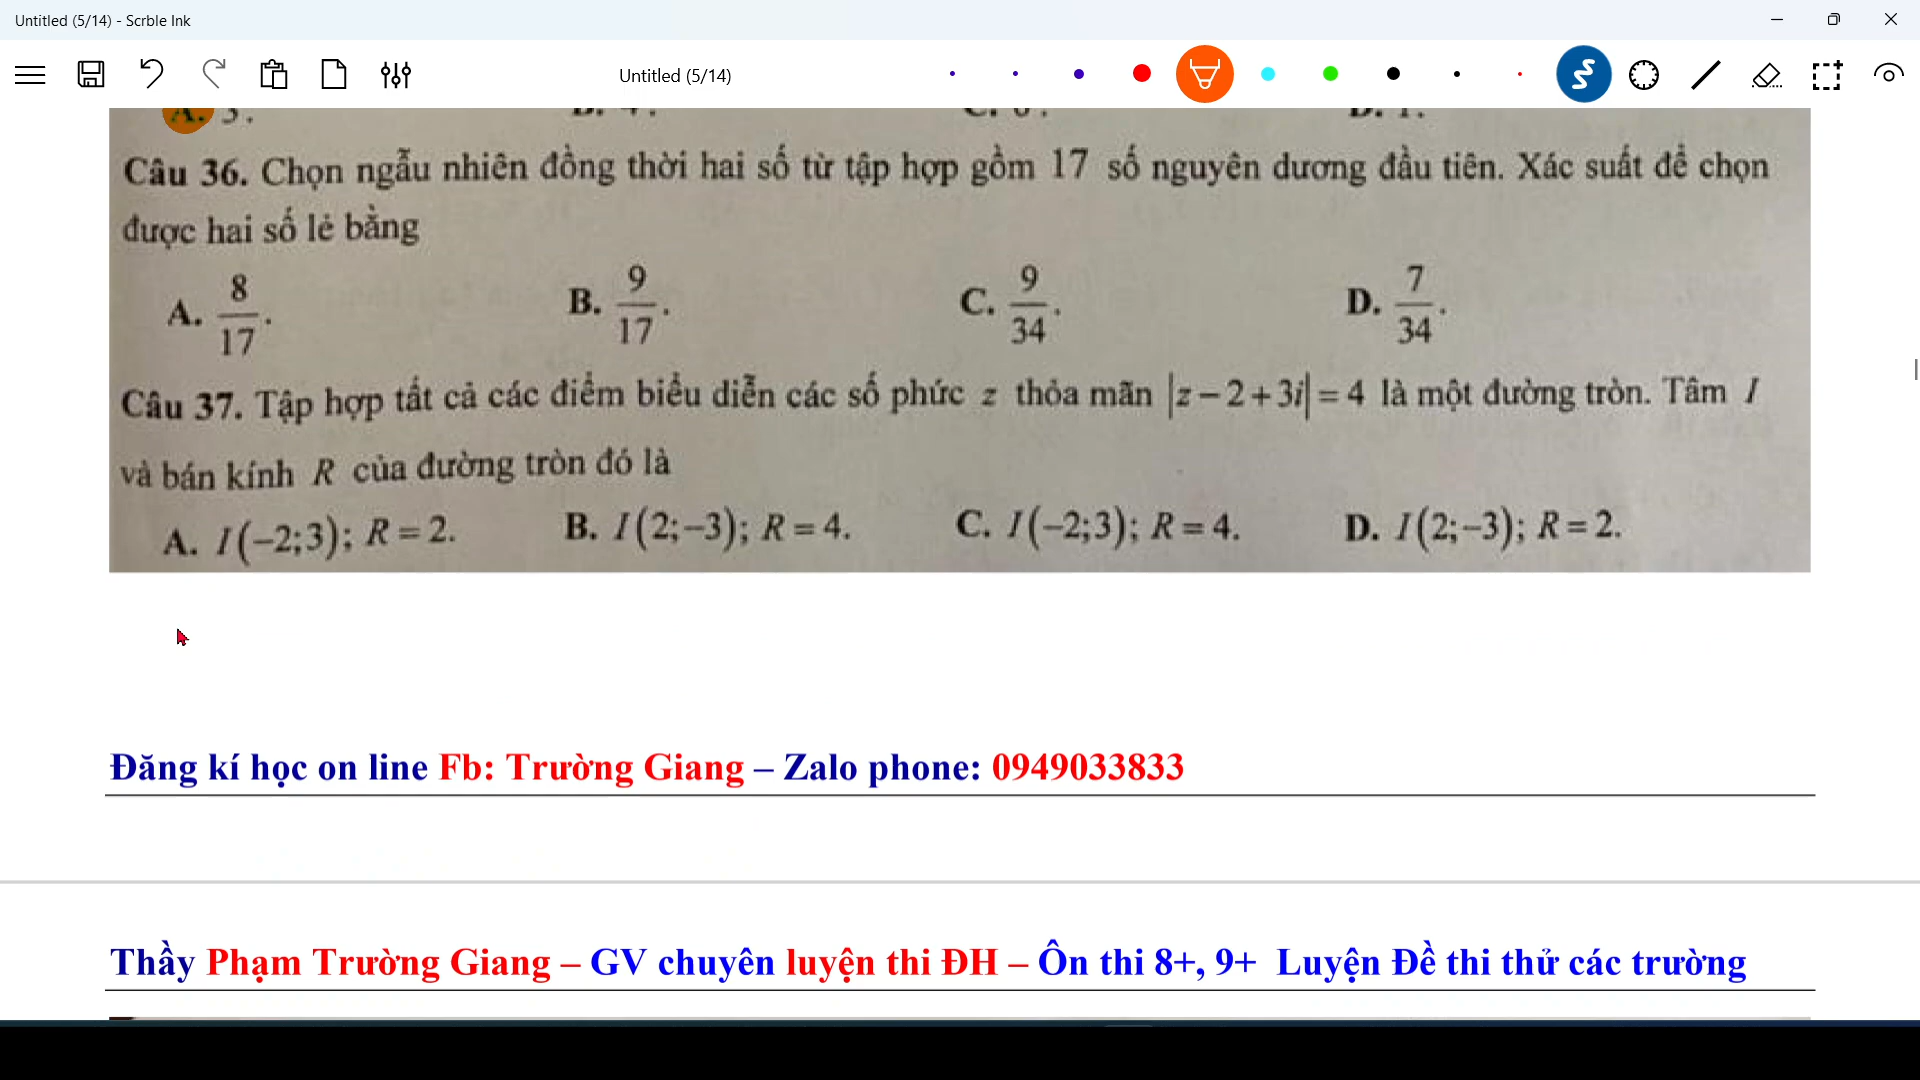 Untitled (5/14) - Scrble Ink
Untitled (5/14)
A. 3.
Câu 36. Chọn ngẫu nhiên đồng thời hai số từ tập hợp gồm 17 số nguyên dương đầu tiên. Xác suất để chọn
được hai số lẻ bằng
A. 8/17. B. 9/17. C. 9/34. D. 7/34.
Câu 37. Tập hợp tất cả các điểm biểu diễn các số phức z thỏa mãn |z−2+3i|=4 là một đường tròn. Tâm I
và bán kính R của đường tròn đó là
A. I(−2;3); R=2. B. I(2;−3); R=4. C. I(−2;3); R=4. D. I(2;−3); R=2.
Đăng kí học on line Fb: Trường Giang – Zalo phone: 0949033833
Thầy Phạm Trường Giang – GV chuyên luyện thi ĐH – Ôn thi 8+, 9+ Luyện Đề thi thử các trường